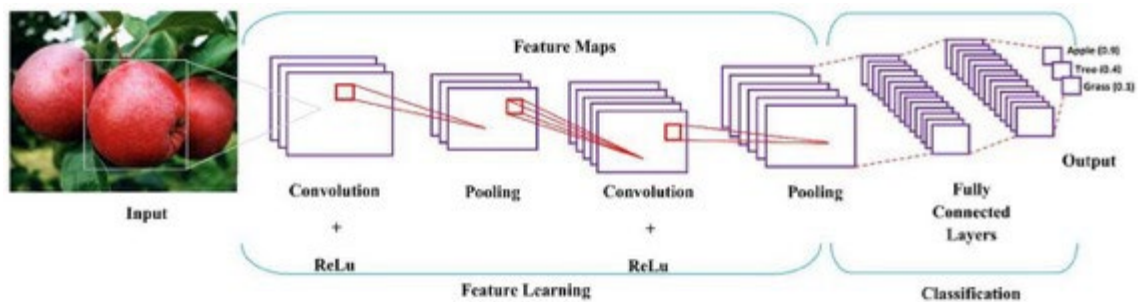 Feature Maps
Apple (0.9)
Tree (0.4)
Grass (0.3)
Output
Input
Convolution
+
ReLu
Pooling
Convolution
+
ReLu
Pooling
Fully
Connected
Layers
Feature Learning
Classification